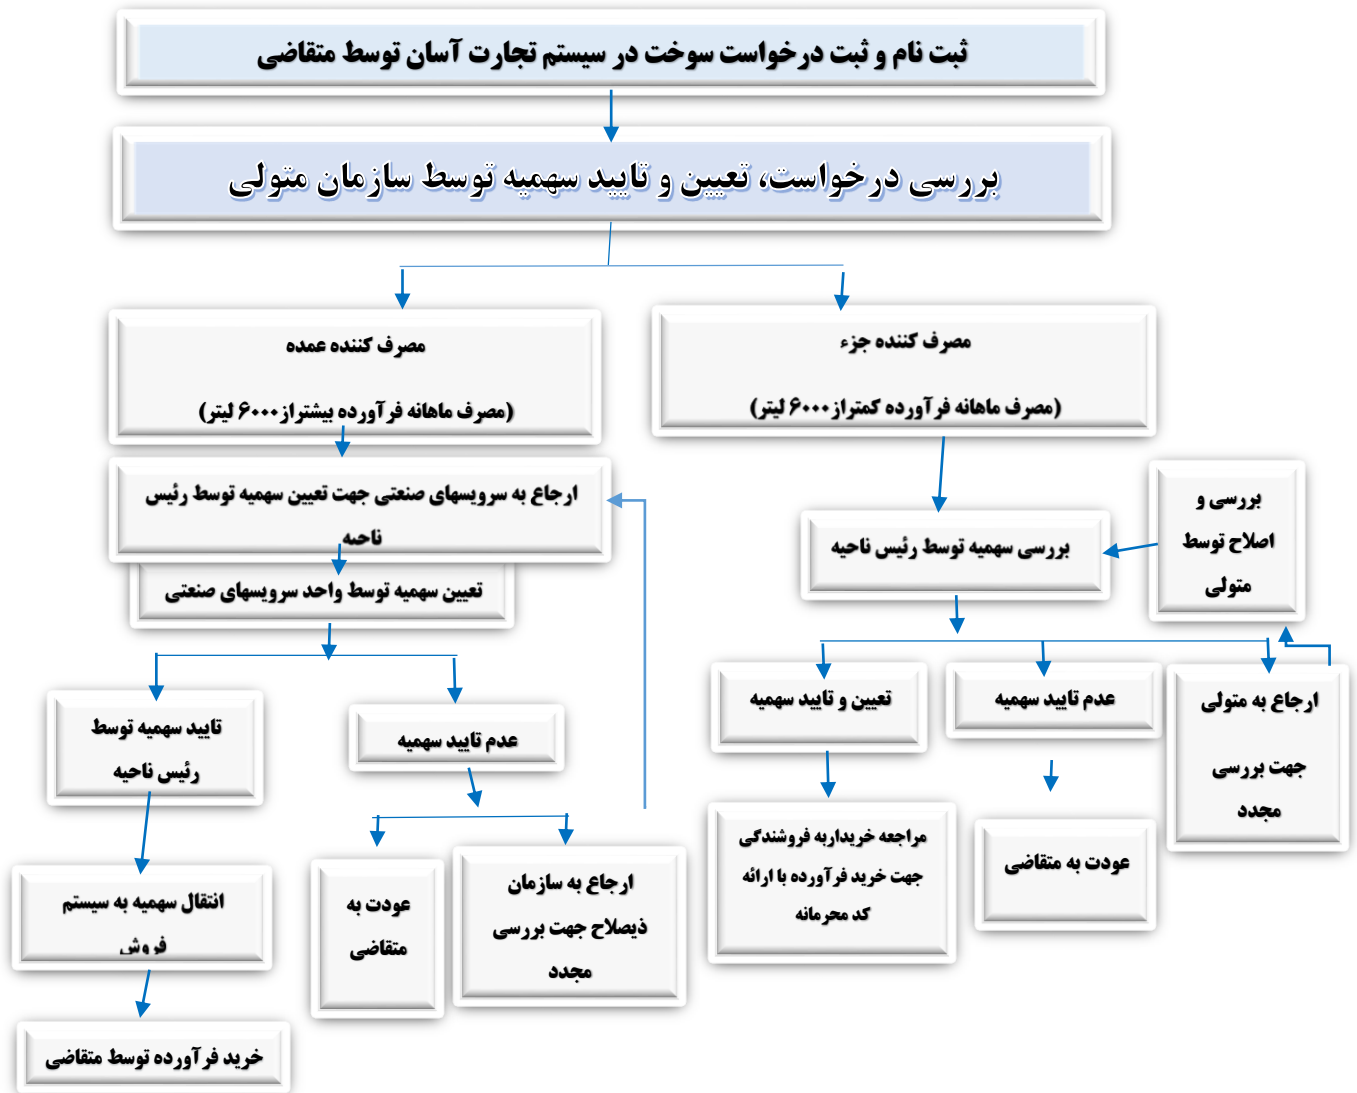 ثبت نام و ثبت درخواست سوخت در سیستم تجارت آسان توسط متقاضی
بررسی درخواست، تعیین و تایید سهمیه توسط سازمان متولی
مصرف کننده جزء
(مصرف ماهانه فرآورده کمتراز ۶۰۰۰ لیتر)
مصرف کننده عمده
(مصرف ماهانه فرآورده بیشتراز ۶۰۰۰ لیتر)
بررسی و
اصلاح توسط
متولی
بررسی سهمیه توسط رئیس ناحیه
ارجاع به متولی
جهت بررسی
مجدد
عدم تایید سهمیه
تعیین و تایید سهمیه
عودت به متقاضی
مراجعه خریداربه فروشندگی
جهت خرید فرآورده با ارائه
کد محرمانه
ارجاع به سرویسهای صنعتی جهت تعیین سهمیه توسط رئیس
ناحیه
تعیین سهمیه توسط واحد سرویسهای صنعتی
عدم تایید سهمیه
تایید سهمیه توسط
رئیس ناحیه
ارجاع به سازمان
ذیصلاح جهت بررسی
مجدد
عودت به
متقاضی
انتقال سهمیه به سیستم
فروش
خرید فرآورده توسط متقاضی